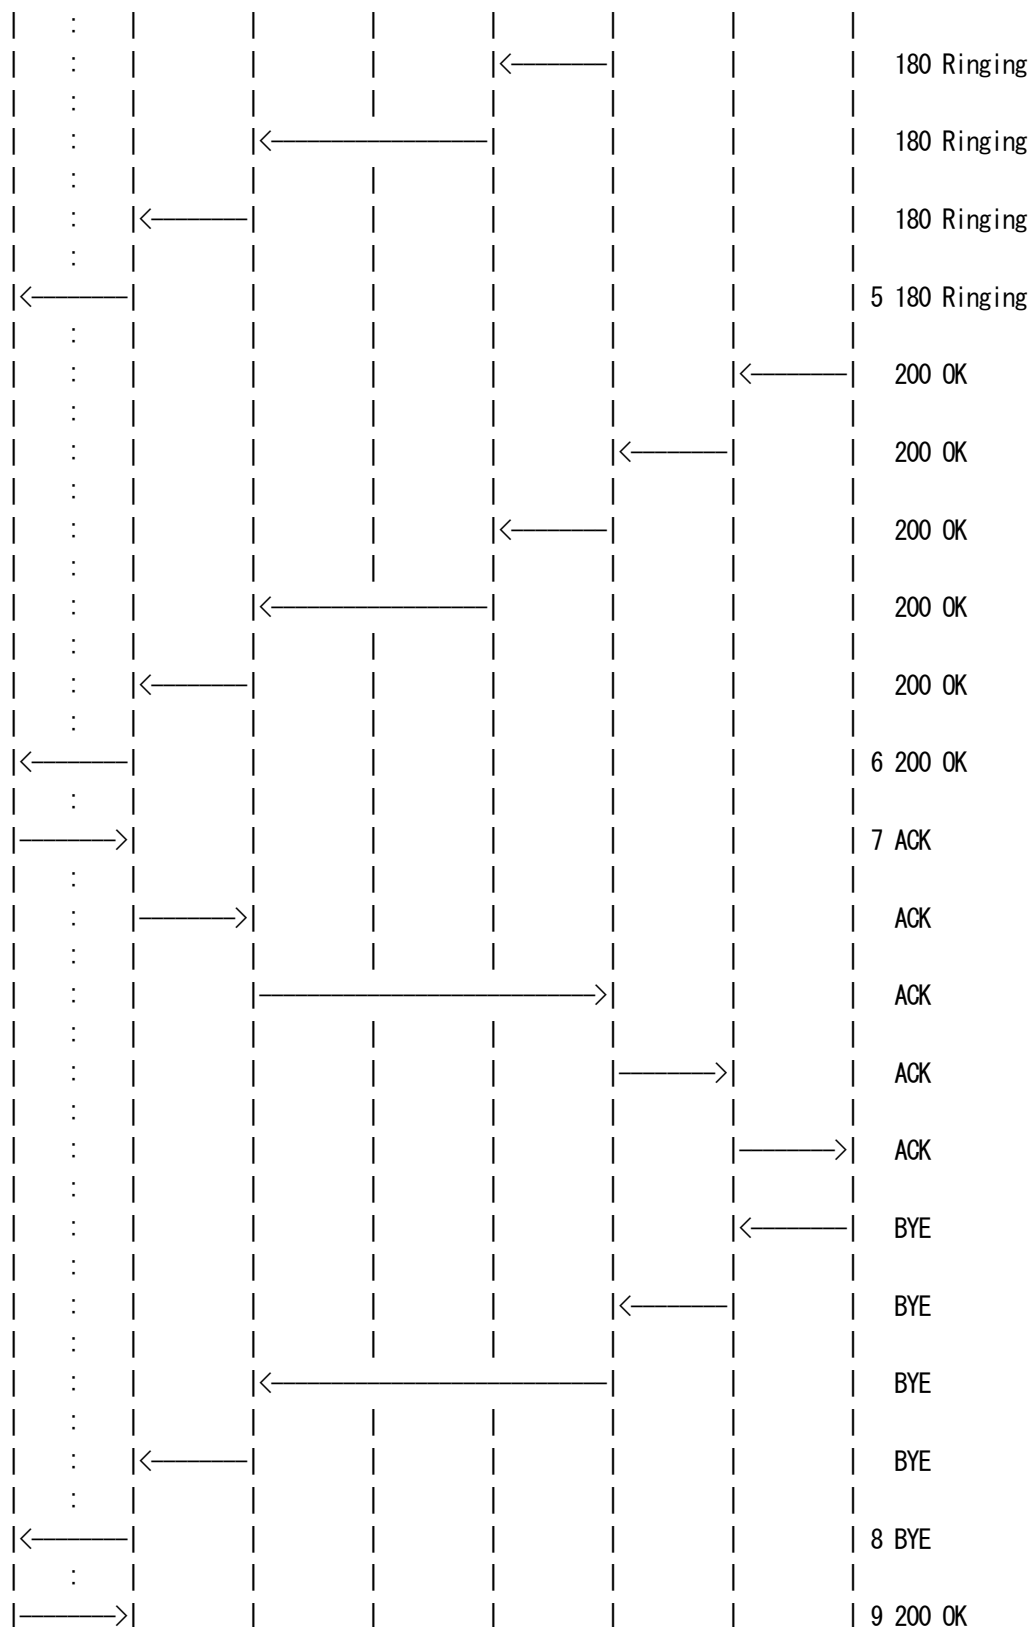 180 Ringing
180 Ringing
180 Ringing
5 180 Ringing
200 OK
200 OK
200 OK
200 OK
200 OK
6 200 OK
7 ACK
ACK
ACK
ACK
ACK
BYE
BYE
BYE
BYE
8 BYE
9 200 OK